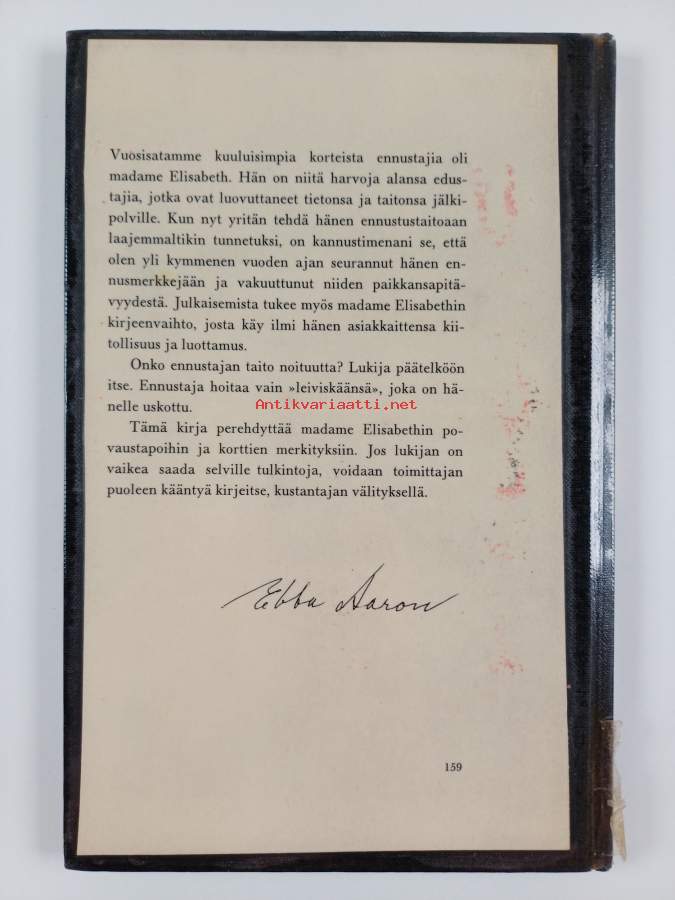 Vuosisatamme kuuluisimpia korteista ennustajia oli
madame Elisabeth. Hän on niitä harvoja alansa edus-
tajia, jotka ovat luovuttaneet tietonsa ja taitonsa jälki-
polville. Kun nyt yritän tehdä hänen ennustustaitoaan
laajemmaltikin tunnetuksi, on kannustimenani se, että
olen yli kymmenen vuoden ajan seurannut hänen en-
nusmerkkejään ja vakuuttunut niiden paikkansapitä-
vyydestä. Julkaisemista tukee myös madame Elisabethin
kirjeenvaihto, josta käy ilmi hänen asiakkaittensa kii-
tollisuus ja luottamus.
Onko ennustajan taito noituutta? Lukija päätelköön
itse. Ennustaja hoitaa vain »leiviskäänsä», joka on hä-
nelle uskottu.
Antikvariaatti.net
Tämä kirja perehdyttää madame Elisabethin po-
vaustapoihin ja korttien merkityksiin. Jos lukijan on
vaikea saada selville tulkintoja, voidaan toimittajan
puoleen kääntyä kirjeitse, kustantajan välityksellä.
Ebba Aaron
159